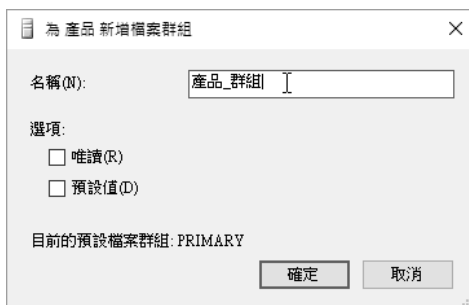 為 產品 新增檔案群組
名稱(N):
產品_群組
選項:
唯讀(R)
預設值(D)
目前的預設檔案群組: PRIMARY
確定
取消